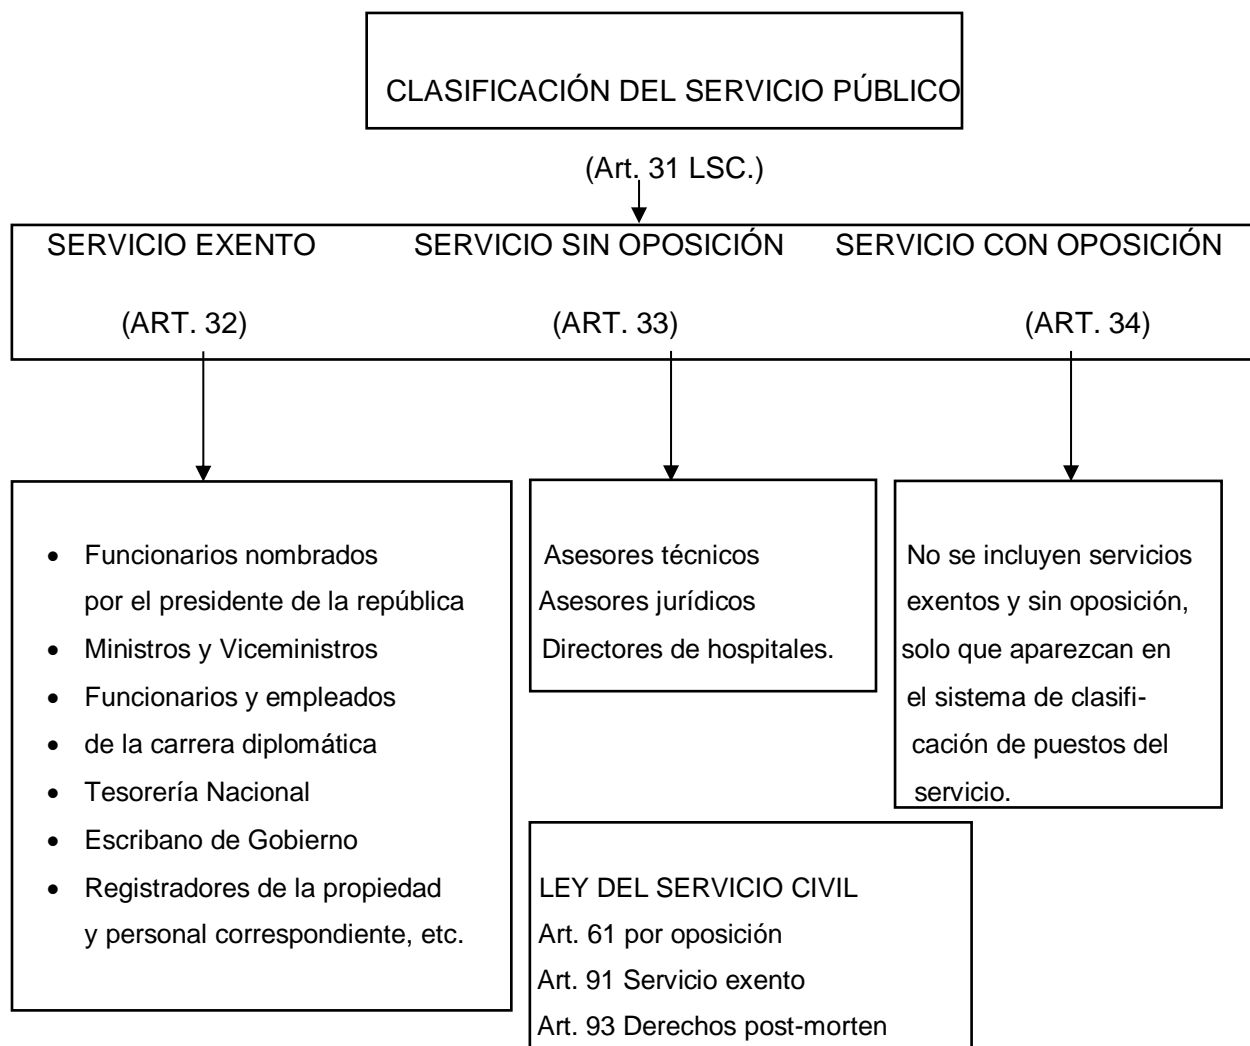 CLASIFICACIÓN DEL SERVICIO PÚBLICO
(Art. 31 LSC.)
SERVICIO EXENTO
(ART. 32)
SERVICIO SIN OPOSICIÓN
(ART. 33)
SERVICIO CON OPOSICIÓN
(ART. 34)
• Funcionarios nombrados
por el presidente de la república
• Ministros y Viceministros
• Funcionarios y empleados
• de la carrera diplomática
• Tesorería Nacional
• Escribano de Gobierno
• Registradores de la propiedad
y personal correspondiente, etc.
Asesores técnicos
Asesores jurídicos
Directores de hospitales.
No se incluyen servicios
exentos y sin oposición,
solo que aparezcan en
el sistema de clasifi-
cación de puestos del
servicio.
LEY DEL SERVICIO CIVIL
Art. 61 por oposición
Art. 91 Servicio exento
Art. 93 Derechos post-morten